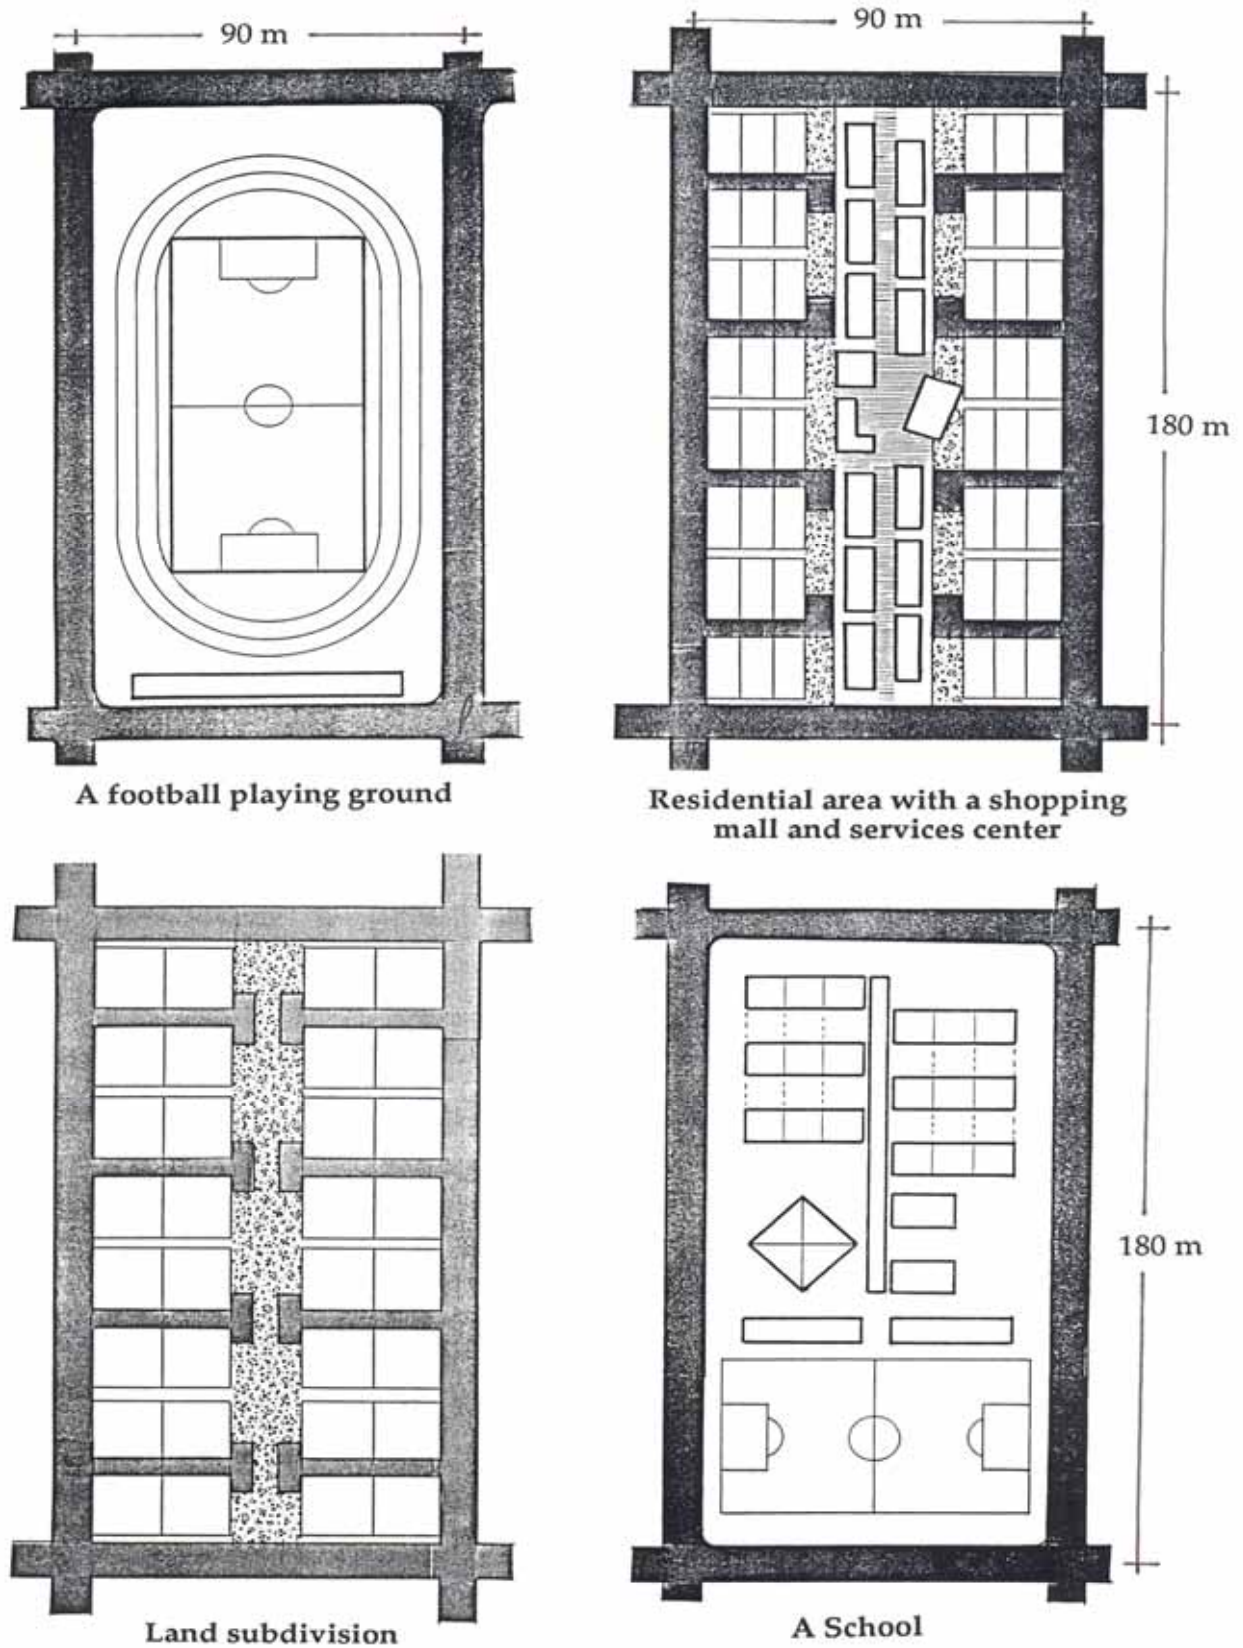 90 m
90 m
180 m
A football playing ground
Residential area with a shopping
mall and services center
180 m
Land subdivision
A School